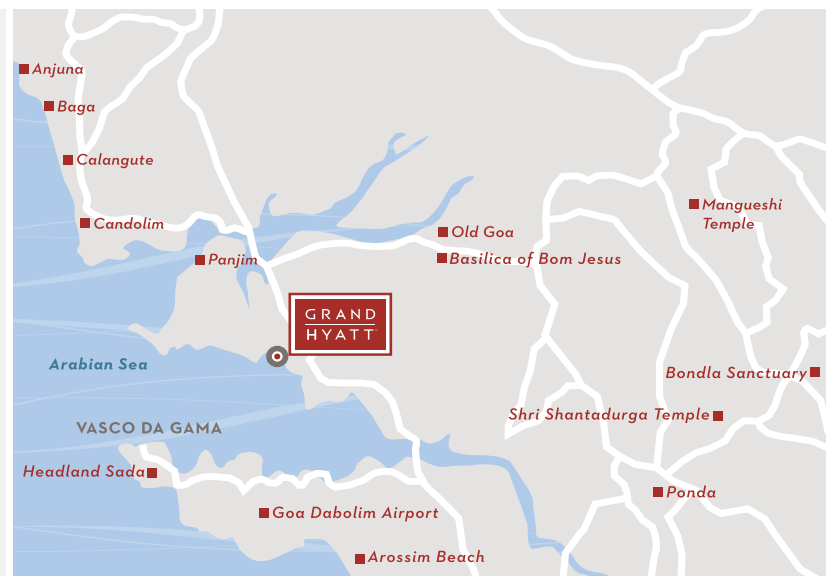 Anjuna
Baga
Calangute
Candolim
Panjim
Old Goa
Basilica of Bom Jesus
Mangueshi
Temple
GRAND
HYATT
Arabian Sea
Bondla Sanctuary
Shri Shantadurga Temple
VASCO DA GAMA
Headland Sada
Ponda
Goa Dabolim Airport
Arossim Beach